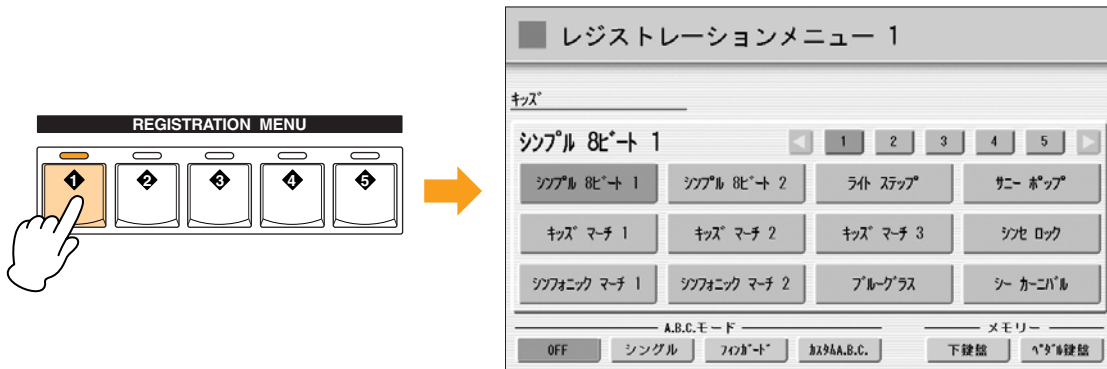 REGISTRATION MENU
1 2 3 4 5
レジストレーションメニュー 1
キッズ
シンプル 8ビート 1
1 2 3 4 5
シンプル 8ビート 1 シンプル 8ビート 2 ライト ステップ サニー ポップ
キッズ マーチ 1 キッズ マーチ 2 キッズ マーチ 3 シンセ ロック
シンフォニック マーチ 1 シンフォニック マーチ 2 ブルーグラス シー カーニバル
A.B.C.モード メモリー
OFF シングル フィンガード カスタムA.B.C. 下鍵盤 ペダル鍵盤